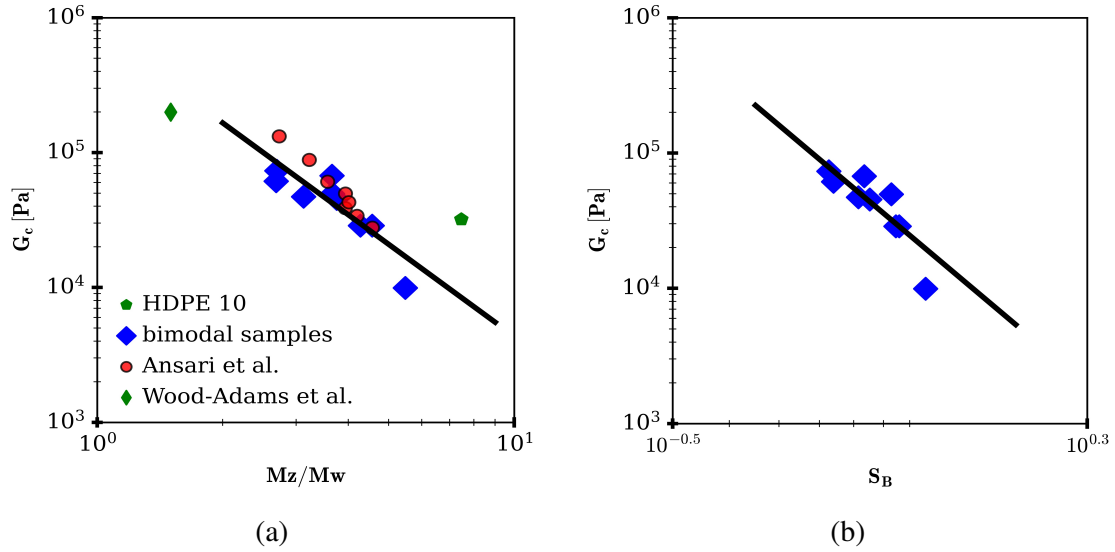 10^6
10^5
10^4
10^3
G_c [Pa]
HDPE 10
bimodal samples
Ansari et al.
Wood-Adams et al.
10^0
10^1
Mz/Mw
(a)
10^6
10^5
10^4
10^3
G_c [Pa]
10^-0.5
10^0.3
S_B
(b)